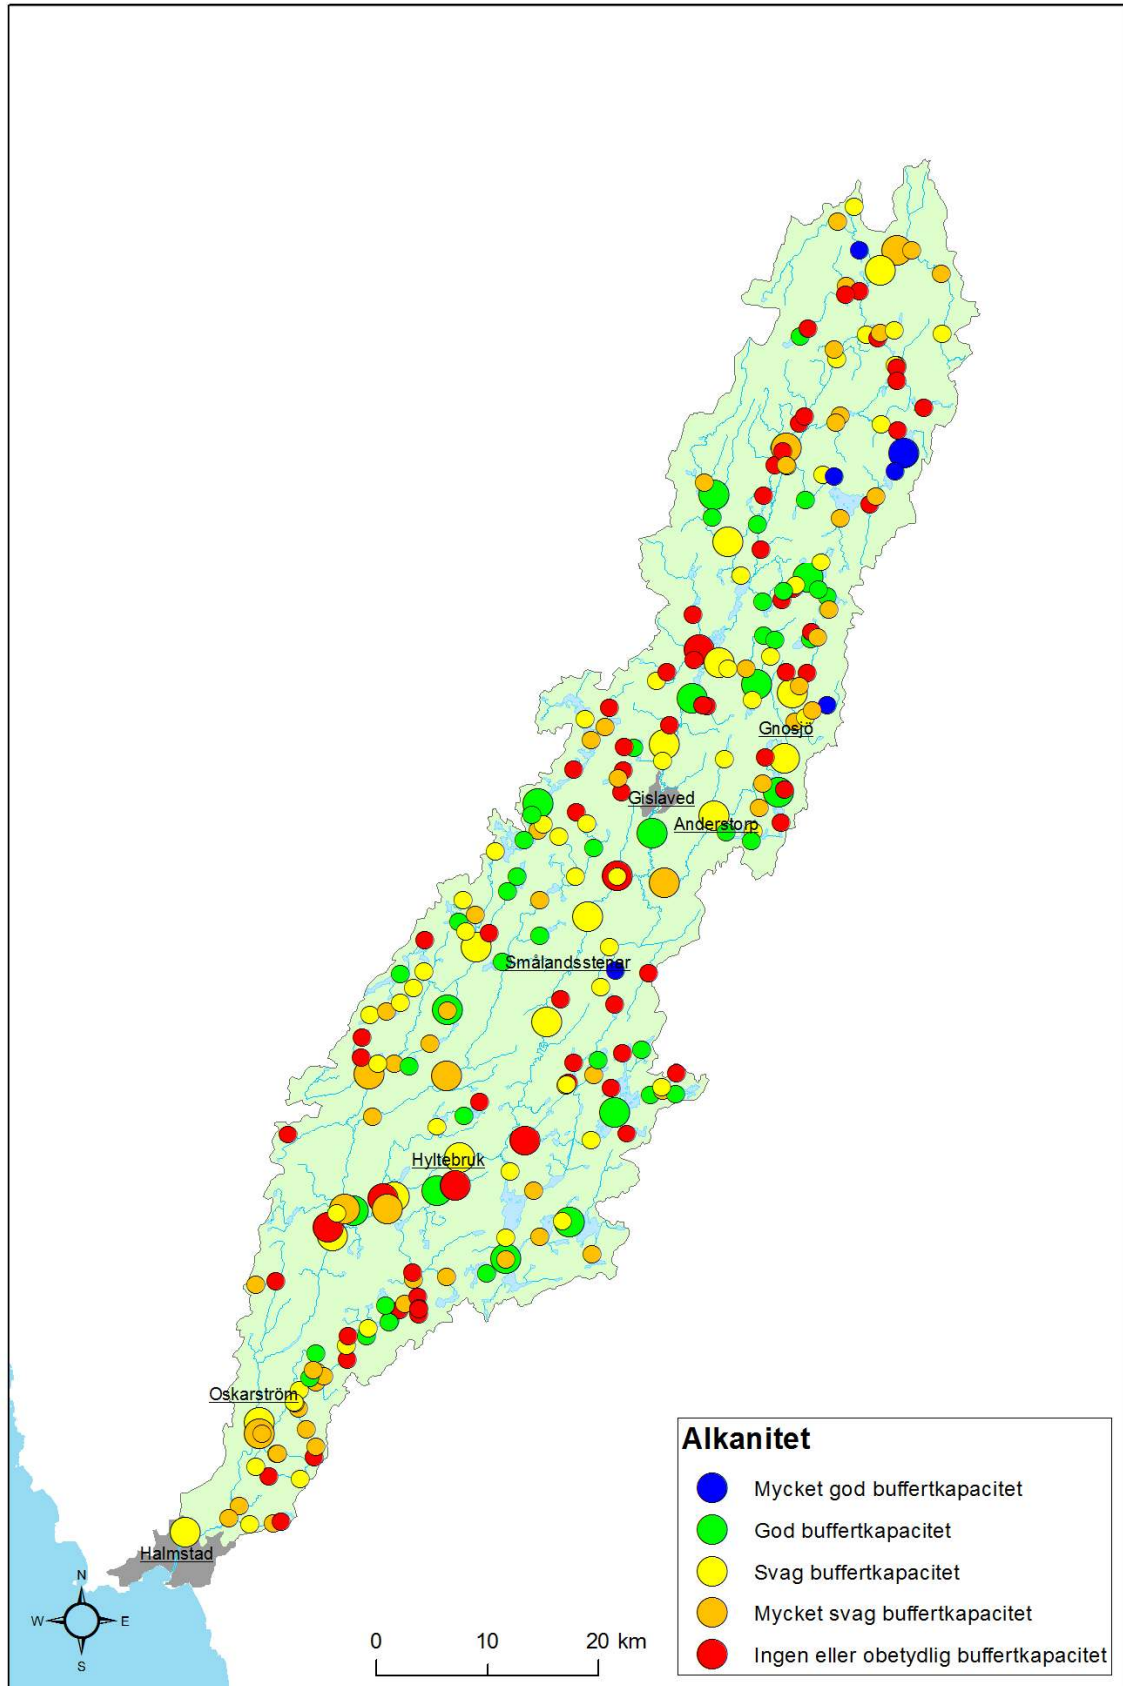 Gnosjö
Gislaved
Anderstorp
Smålandsstenar
Hyltebruk
Oskarström
Halmstad
N
W
E
S
0
10
20 km
Alkanitet
Mycket god buffertkapacitet
God buffertkapacitet
Svag buffertkapacitet
Mycket svag buffertkapacitet
Ingen eller obetydlig buffertkapacitet